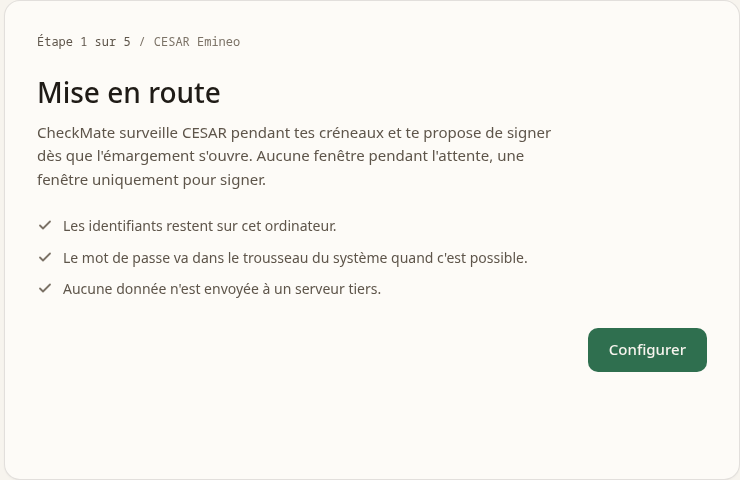 Étape 1 sur 5 / CESAR Emineo
Mise en route
CheckMate surveille CESAR pendant tes créneaux et te propose de signer
dès que l'émargement s'ouvre. Aucune fenêtre pendant l'attente, une
fenêtre uniquement pour signer.
Les identifiants restent sur cet ordinateur.
Le mot de passe va dans le trousseau du système quand c'est possible.
Aucune donnée n'est envoyée à un serveur tiers.
Configurer